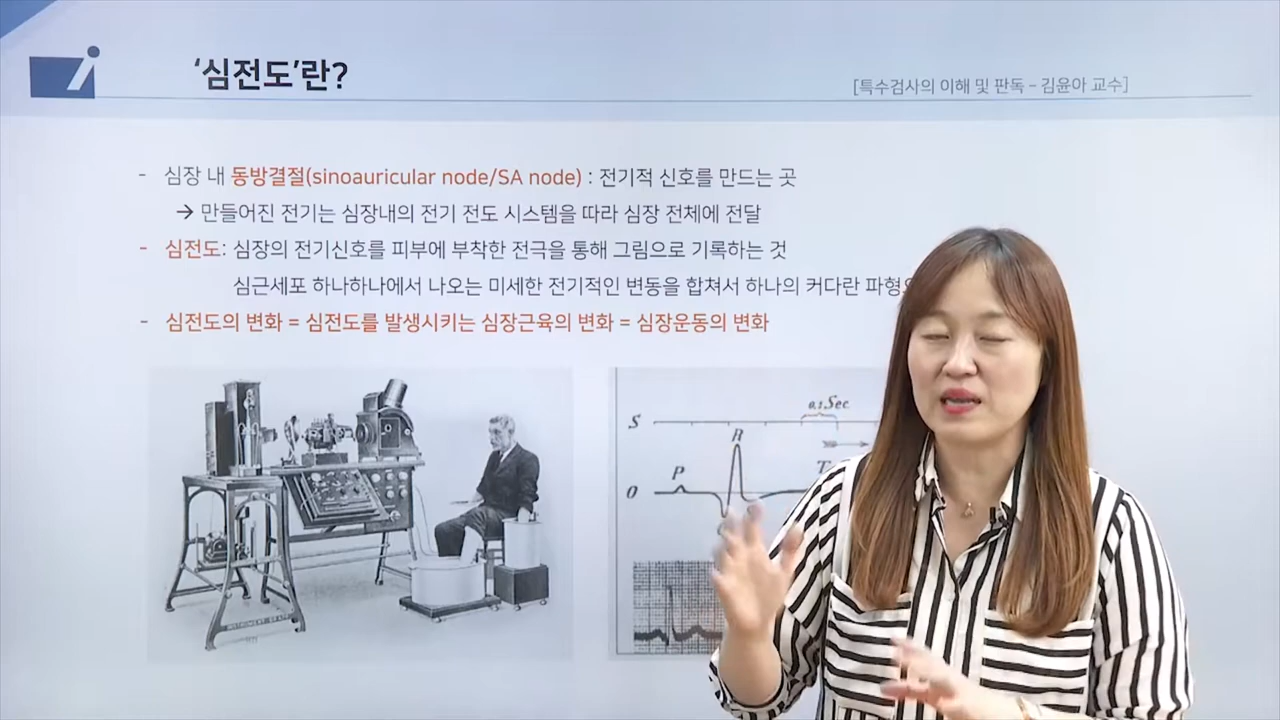 ‘심전도’란?
[특수검사의 이해 및 판독 - 김윤아 교수]
- 심장 내 동방결절(sinoauricular node/SA node) : 전기적 신호를 만드는 곳
→ 만들어진 전기는 심장내의 전기 전도 시스템을 따라 심장 전체에 전달
- 심전도: 심장의 전기신호를 피부에 부착한 전극을 통해 그림으로 기록하는 것
심근세포 하나하나에서 나오는 미세한 전기적인 변동을 합쳐서 하나의 커다란
- 심전도의 변화 = 심전도를 발생시키는 심장근육의 변화 = 심장운동의 변화
0,1 Sec
S
R
P
T
O